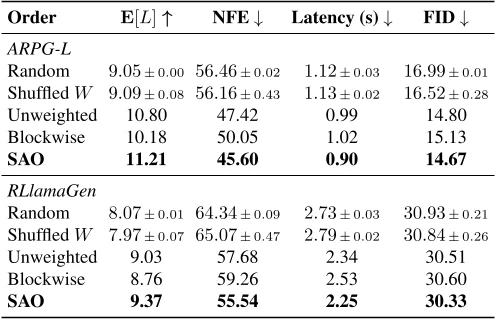 Order E[L] ↑ NFE ↓ Latency (s) ↓ FID ↓
ARPG-L
Random 9.05 ± 0.00 56.46 ± 0.02 1.12 ± 0.03 16.99 ± 0.01
Shuffled W 9.09 ± 0.08 56.16 ± 0.43 1.13 ± 0.02 16.52 ± 0.28
Unweighted 10.80 47.42 0.99 14.80
Blockwise 10.18 50.05 1.02 15.13
SAO 11.21 45.60 0.90 14.67
RLlamaGen
Random 8.07 ± 0.01 64.34 ± 0.09 2.73 ± 0.03 30.93 ± 0.21
Shuffled W 7.97 ± 0.07 65.07 ± 0.47 2.79 ± 0.02 30.84 ± 0.26
Unweighted 9.03 57.68 2.34 30.51
Blockwise 8.76 59.26 2.53 30.60
SAO 9.37 55.54 2.25 30.33